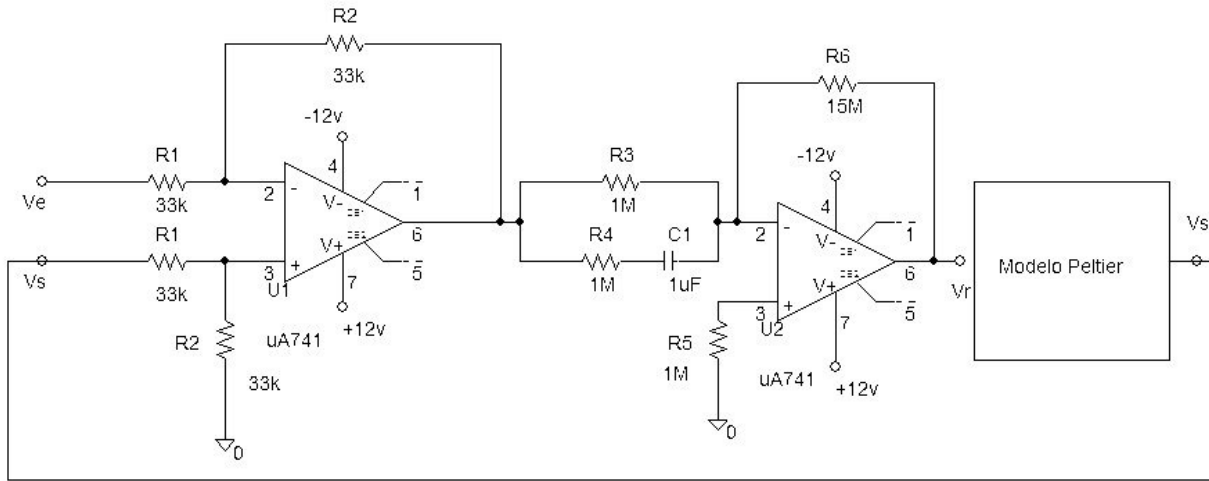 R2
33k
-12v
R1
4
2
-
1
V-
Ve
33k
6
R1
V+
3
+
5
Vs
U1
7
33k
+12v
R2
uA741
33k
0
R3
1M
R4
C1
1M
1uF
R6
15M
-12v
4
2
-
1
V-
6
V+
3
+
5
U2
7
R5
1M
uA741
+12v
0
Vr
Modelo Peltier
Vs